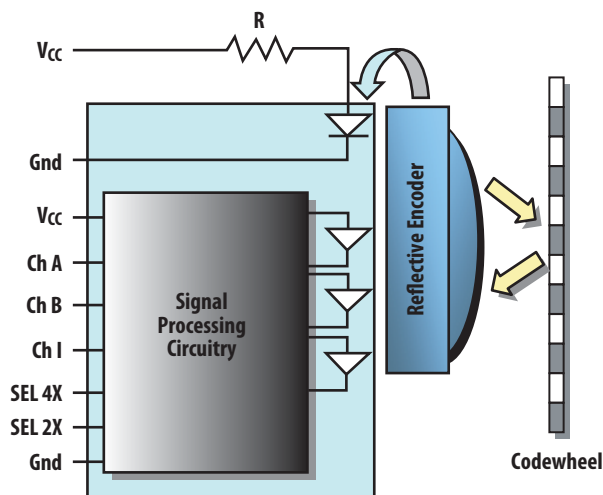 R
Vcc
Gnd
Vcc
Ch A
Ch B
Ch I
SEL 4X
SEL 2X
Gnd
Signal
Processing
Circuitry
Reflective Encoder
Codewheel